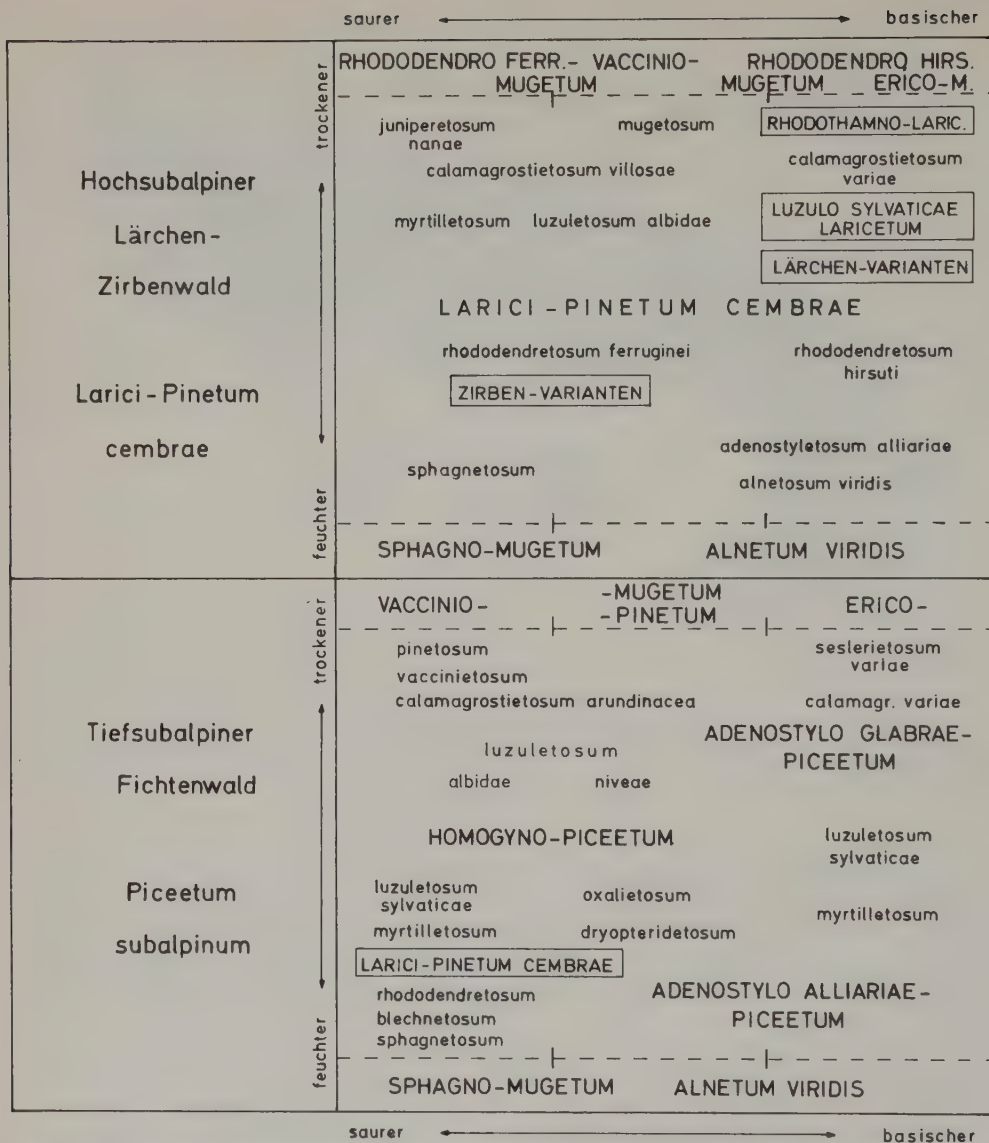 saurer basischer
RHODODENDRO FERR.- VACCINIO- RHODODENDRO HIRS.
MUGETUM MUGETUM ERICO-M.
trockener
juniperetosum nanae
mugetosum
RHODOTHAMNO-LARIC.
calamagrostietosum villosae
calamagrostietosum variae
Hochsubalpiner
Lärchen-
Zirbenwald
myrtilletosum luzuletosum albidae
LUZULO SYLVATICAE
LARICETUM
LÄRCHEN-VARIANTEN
LARICI-PINETUM CEMBRAE
rhododendretosum ferruginei
rhododendretosum
hirsuti
ZIRBEN-VARIANTEN
Larici-Pinetum
cembrae
adenostyletosum alliariae
sphagnetosum
alnetosum viridis
feuchter
SPHAGNO-MUGETUM ALNETUM VIRIDIS
trockener
-MUGETUM
VACCINIO- ERICO-
-PINETUM
pinetosum
seslerietosum
variae
vaccinietosum
calamagrostietosum arundinacea calamagr. variae
Tiefsubalpiner
Fichtenwald
ADENOSTYLO GLABRAE-
PICEETUM
luzuletosum
albidae niveae
HOMOGYNO-PICEETUM
luzuletosum
sylvaticae
Piceetum
subalpinum
luzuletosum
sylvaticae
oxalietosum
myrtilletosum
myrtilletosum dryopteridetosum
LARICI-PINETUM CEMBRAE
rhododendretosum
blechnetosum
sphagnetosum
ADENOSTYLO ALLIARIAE-
PICEETUM
feuchter
SPHAGNO-MUGETUM ALNETUM VIRIDIS
saurer basischer